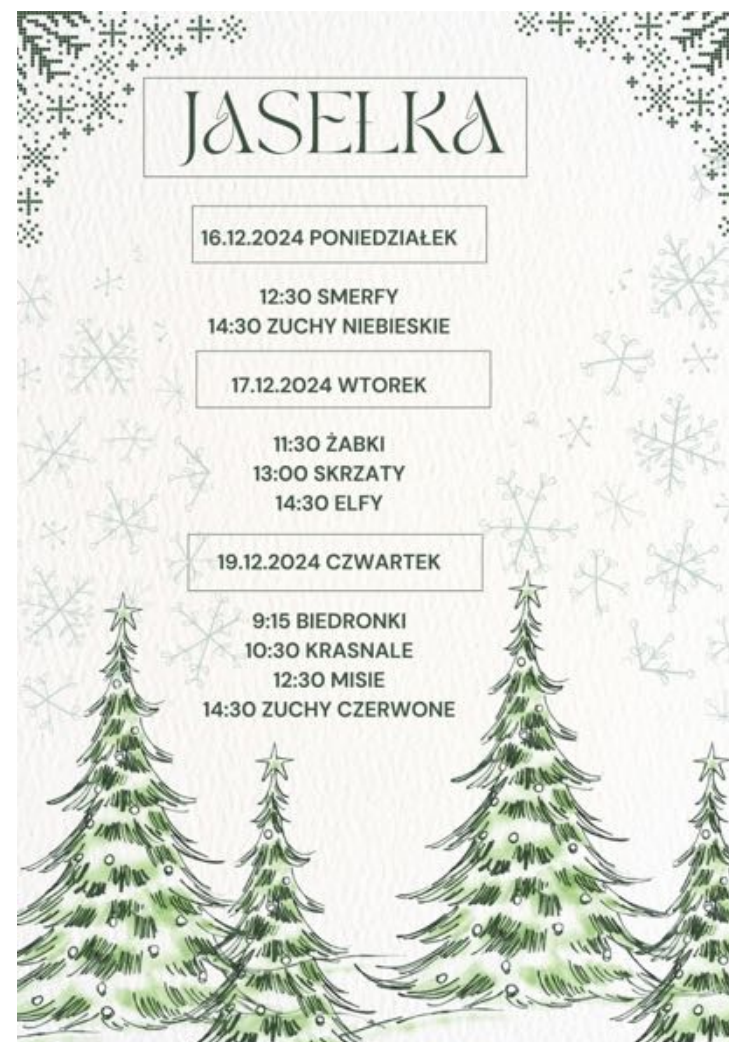 JASEŁKA
16.12.2024 PONIEDZIAŁEK
12:30 SMERFY
14:30 ZUCHY NIEBIESKIE
17.12.2024 WTOREK
11:30 ŻABKI
13:00 SKRZATY
14:30 ELFY
19.12.2024 CZWARTEK
9:15 BIEDRONKI
10:30 KRASNALE
12:30 MISIE
14:30 ZUCHY CZERWONE